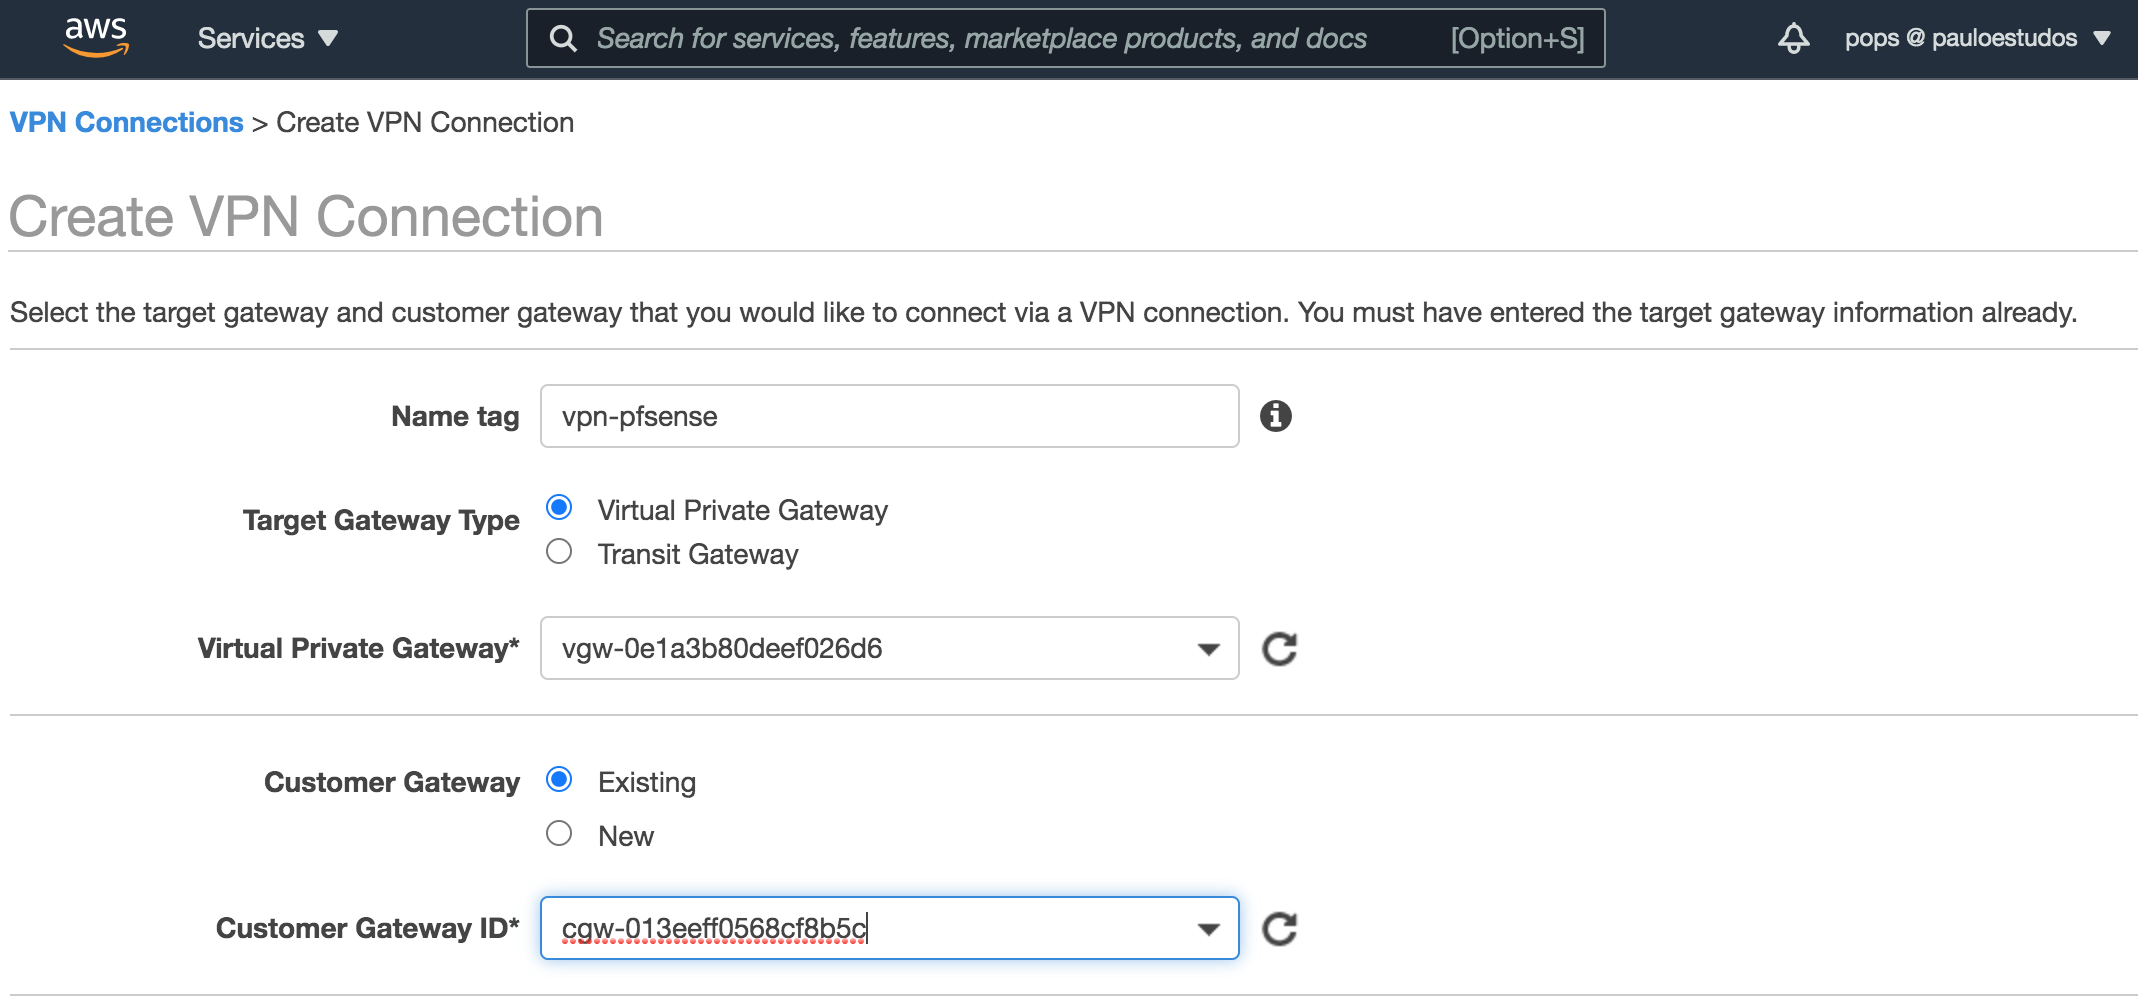 aws Services Search for services, features, marketplace products, and docs [Option+S] pops @ pauloestudos
VPN Connections > Create VPN Connection
Create VPN Connection
Select the target gateway and customer gateway that you would like to connect via a VPN connection. You must have entered the target gateway information already.
Name tag vpn-pfsense
Target Gateway Type
Virtual Private Gateway
Transit Gateway
Virtual Private Gateway* vgw-0e1a3b80deef026d6
Customer Gateway Existing
New
Customer Gateway ID* cgw-013eeff0568cf8b5c